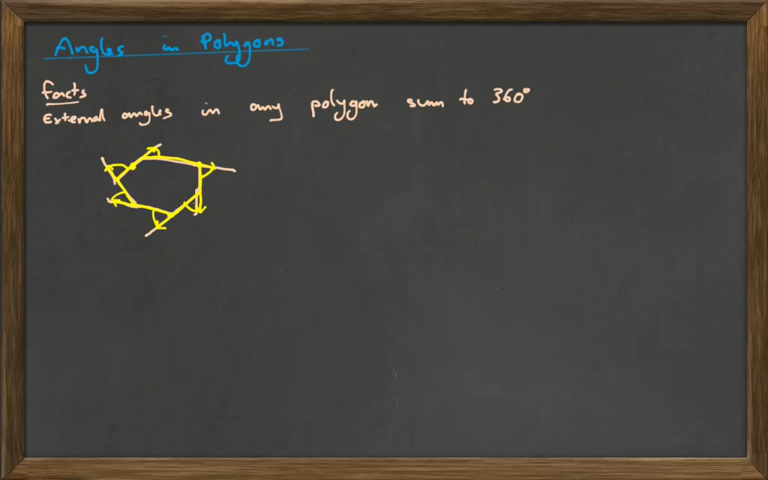 Angles in Polygons
facts
External angles in any polygon sum to 360°